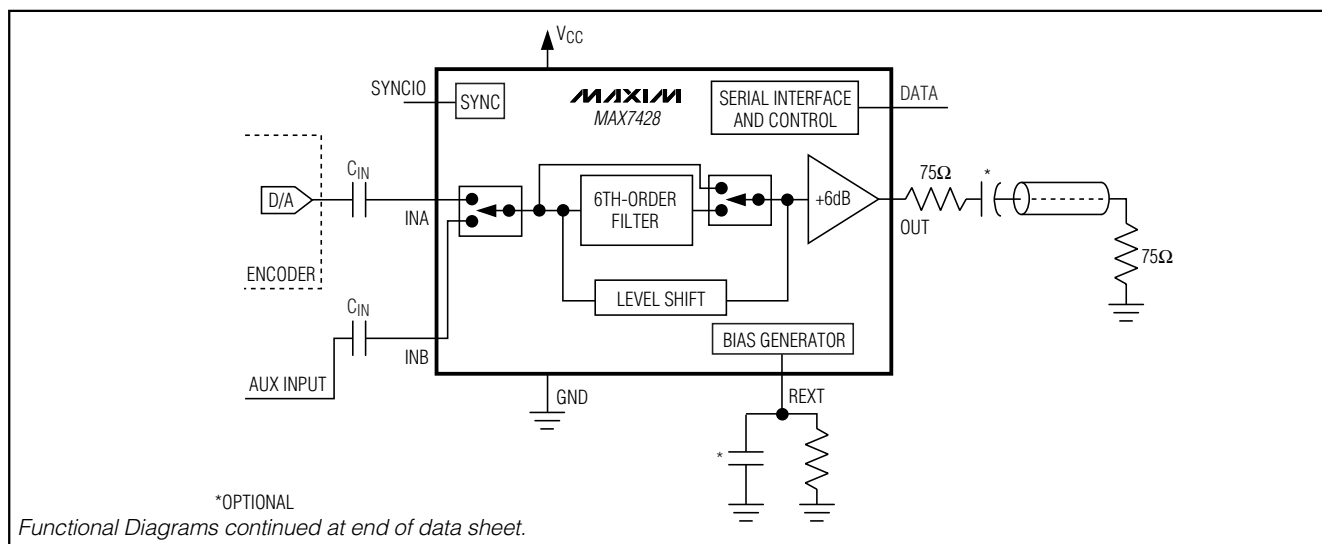 VCC
SYNCIO
SYNC
MAXIM
MAX7428
SERIAL INTERFACE
AND CONTROL
DATA
D/A
CIN
INA
6TH-ORDER
FILTER
+6dB
75Ω
*
OUT
75Ω
ENCODER
LEVEL SHIFT
CIN
INB
BIAS GENERATOR
AUX INPUT
GND
REXT
*
*OPTIONAL
Functional Diagrams continued at end of data sheet.